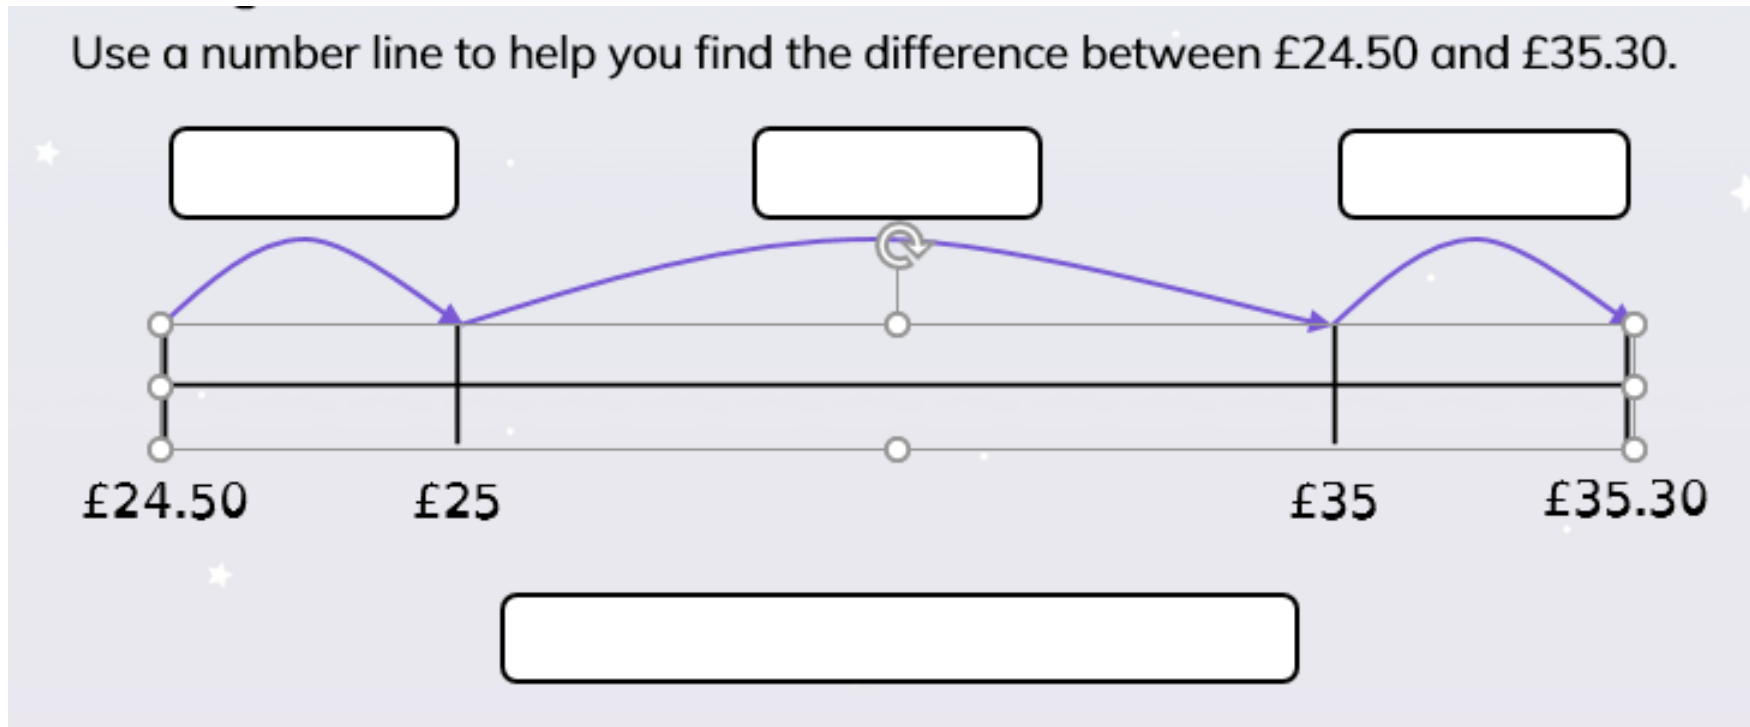 Use a number line to help you find the difference between £24.50 and £35.30.
£24.50 £25 £35 £35.30